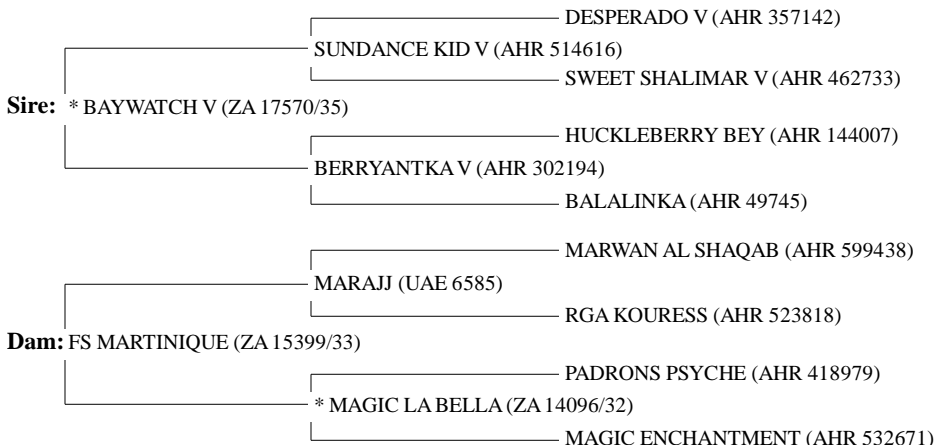 DESPERADO V (AHR 357142)
SUNDANCE KID V (AHR 514616)
SWEET SHALIMAR V (AHR 462733)
Sire: * BAYWATCH V (ZA 17570/35)
HUCKLEBERRY BEY (AHR 144007)
BERRYANTKA V (AHR 302194)
BALALINKA (AHR 49745)
MARWAN AL SHAQAB (AHR 599438)
MARAJJ (UAE 6585)
RGA KOURESS (AHR 523818)
Dam: FS MARTINIQUE (ZA 15399/33)
PADRONS PSYCHE (AHR 418979)
* MAGIC LA BELLA (ZA 14096/32)
MAGIC ENCHANTMENT (AHR 532671)